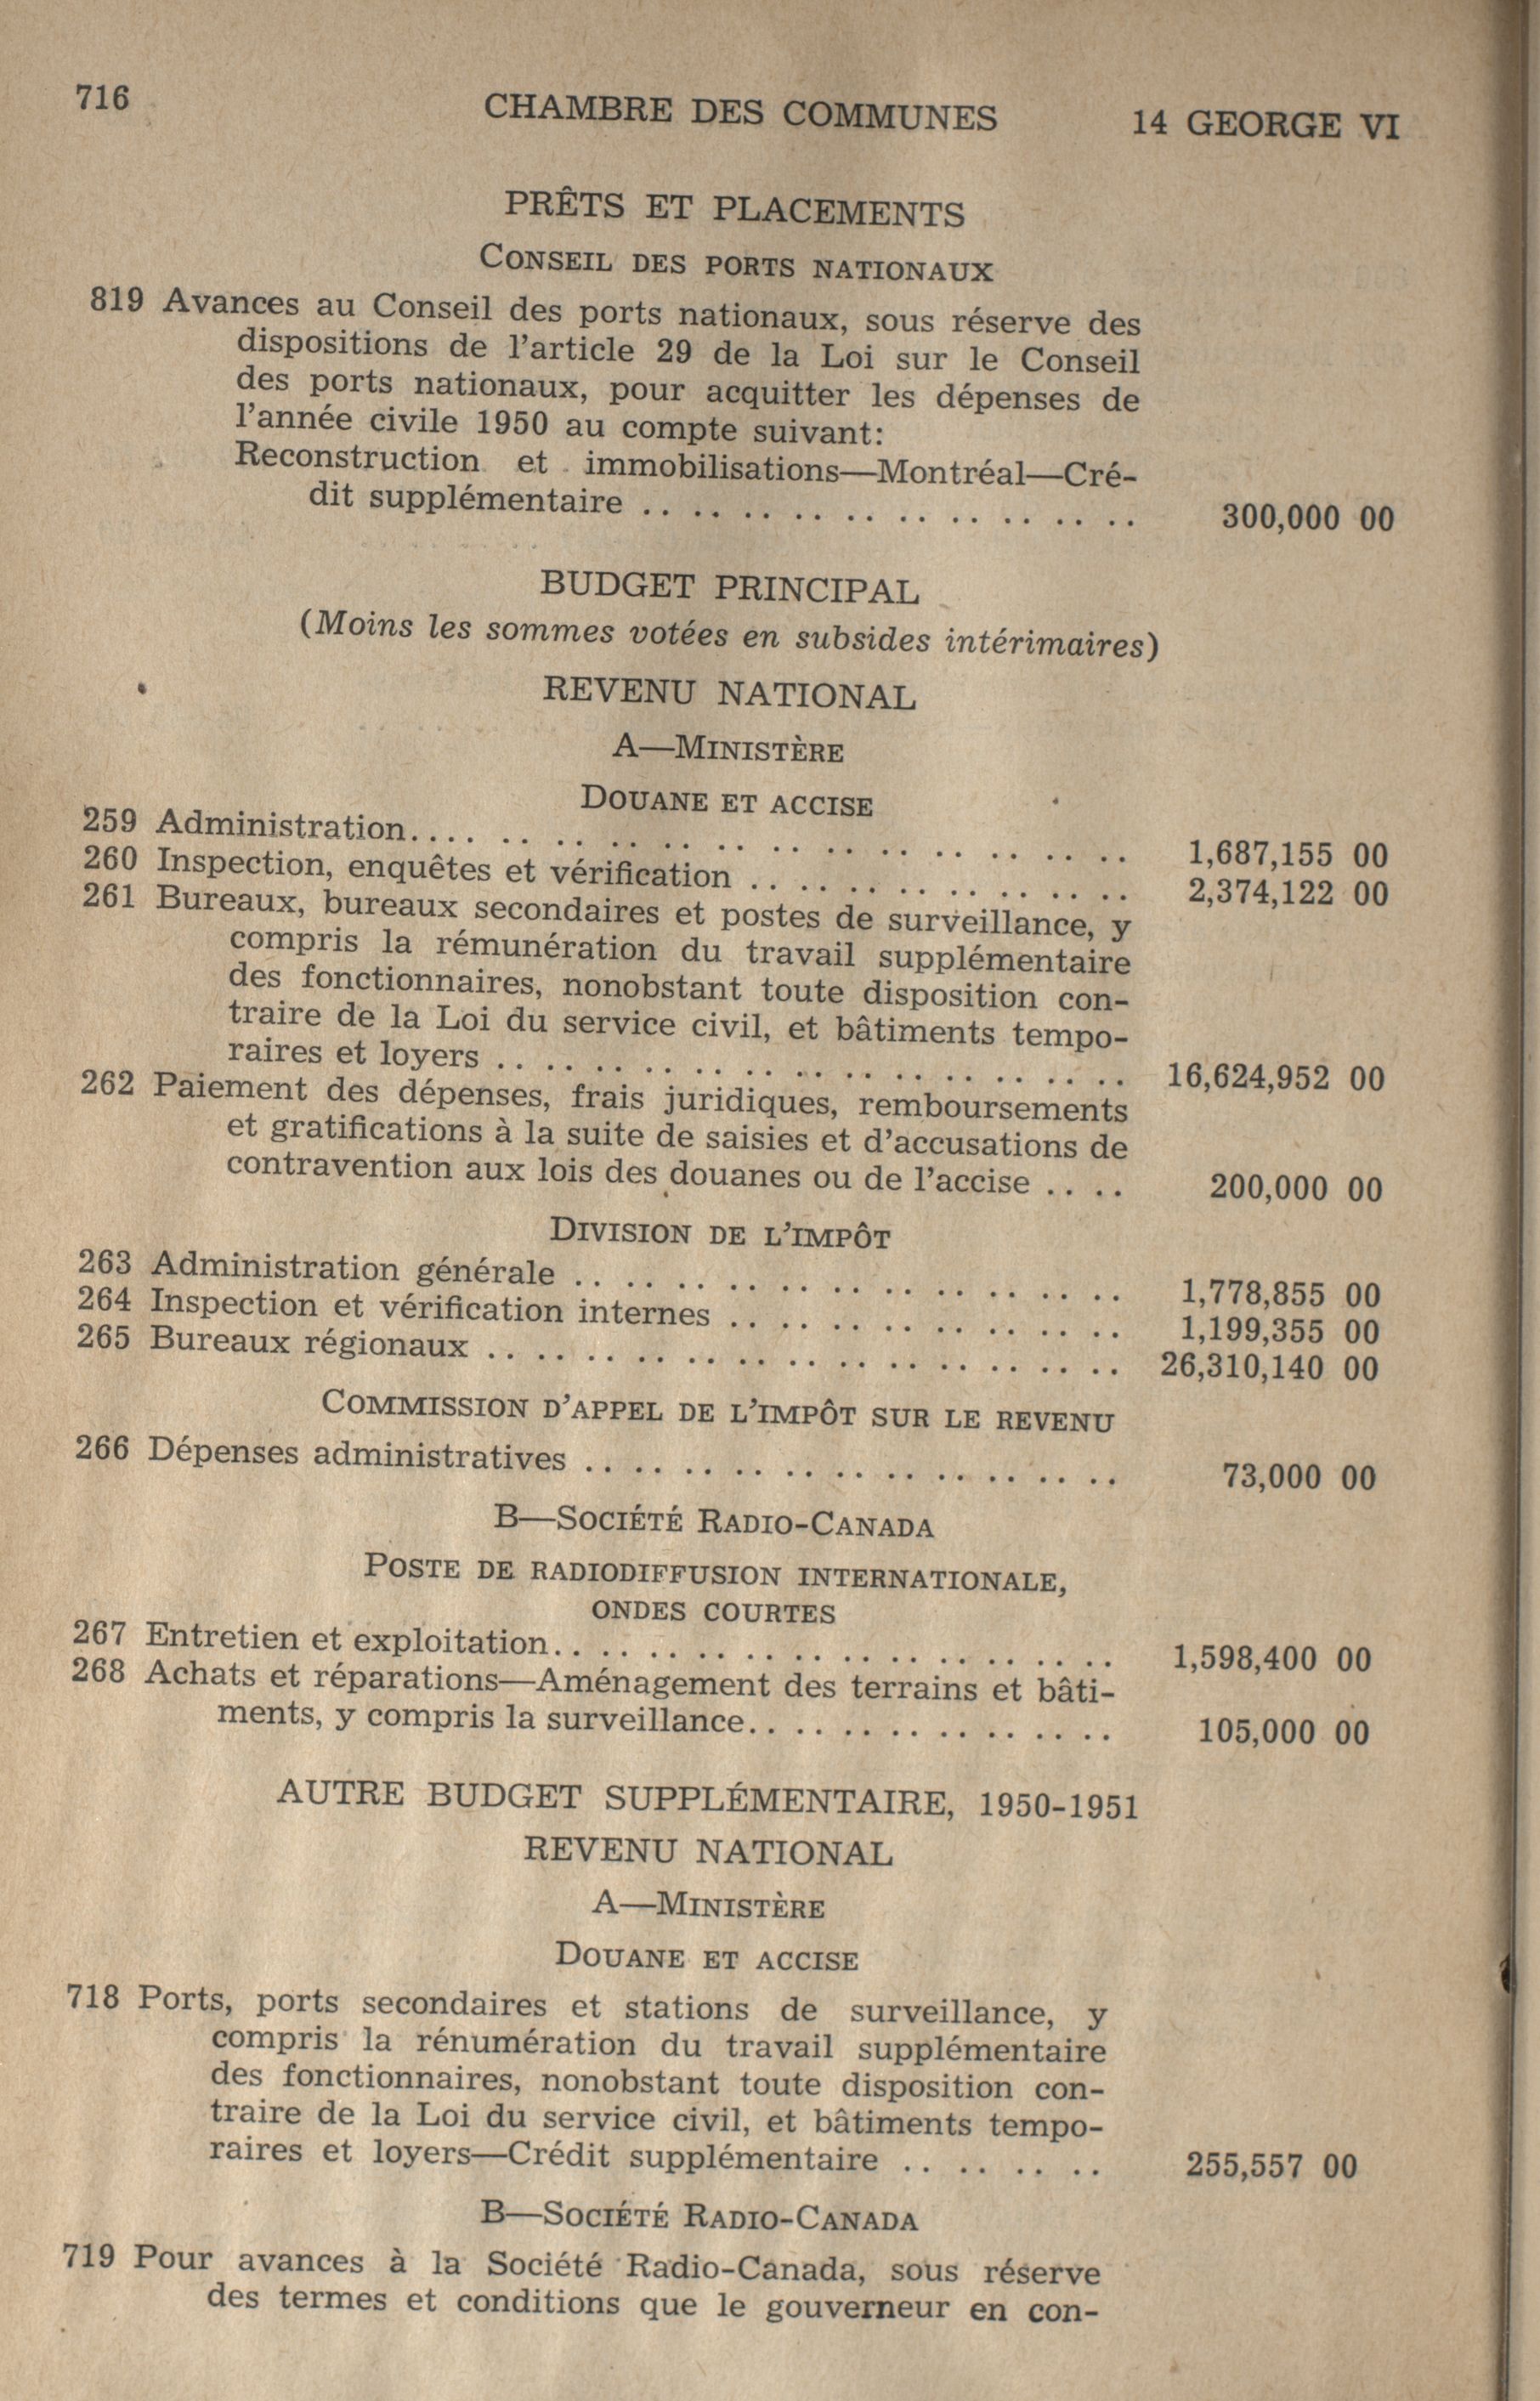 716 CHAMBRE DES COMMUNES 14 GEORGE VI
PRÊTS ET PLACEMENTS
CONSEIL DES PORTS NATIONAUX
819 Avances au Conseil des ports nationaux, sous réserve des
dispositions de l'article 29 de la Loi sur le Conseil
des ports nationaux, pour acquitter les dépenses de
l'année civile 1950 au compte suivant:
Reconstruction et immobilisations—Montréal—Cré-
dit supplémentaire .. .. .. .. .. .. .. .. .. .. 300,000 00
BUDGET PRINCIPAL
(Moins les sommes votées en subsides intérimaires)
REVENU NATIONAL
A—MINISTÈRE
DOUANE ET ACCISE
259 Administration.. .. .. .. .. .. .. .. .. .. .. .. .. .. 1,687,155 00
260 Inspection, enquêtes et vérification .. .. .. .. .. .. .. .. 2,374,122 00
261 Bureaux, bureaux secondaires et postes de surveillance, y
compris la rémunération du travail supplémentaire
des fonctionnaires, nonobstant toute disposition con-
traire de la Loi du service civil, et bâtiments tempo-
raires et loyers .. .. .. .. .. .. .. .. .. .. .. .. .. 16,624,952 00
262 Paiement des dépenses, frais juridiques, remboursements
et gratifications à la suite de saisies et d'accusations de
contravention aux lois des douanes ou de l'accise .. .. 200,000 00
DIVISION DE L'IMPÔT
263 Administration générale .. .. .. .. .. .. .. .. .. .. .. 1,778,855 00
264 Inspection et vérification internes .. .. .. .. .. .. .. .. 1,199,355 00
265 Bureaux régionaux .. .. .. .. .. .. .. .. .. .. .. .. .. 26,310,140 00
COMMISSION D'APPEL DE L'IMPÔT SUR LE REVENU
266 Dépenses administratives .. .. .. .. .. .. .. .. .. .. .. 73,000 00
B—SOCIÉTÉ RADIO-CANADA
POSTE DE RADIODIFFUSION INTERNATIONALE,
ONDES COURTES
267 Entretien et exploitation.. .. .. .. .. .. .. .. .. .. .. .. 1,598,400 00
268 Achats et réparations—Aménagement des terrains et bâti-
ments, y compris la surveillance.. .. .. .. .. .. .. .. 105,000 00
AUTRE BUDGET SUPPLÉMENTAIRE, 1950-1951
REVENU NATIONAL
A—MINISTÈRE
DOUANE ET ACCISE
718 Ports, ports secondaires et stations de surveillance, y
compris la rénumération du travail supplémentaire
des fonctionnaires, nonobstant toute disposition con-
traire de la Loi du service civil, et bâtiments tempo-
raires et loyers—Crédit supplémentaire .. .. .. .. 255,557 00
B—SOCIÉTÉ RADIO-CANADA
719 Pour avances à la Société Radio-Canada, sous réserve
des termes et conditions que le gouverneur en con-